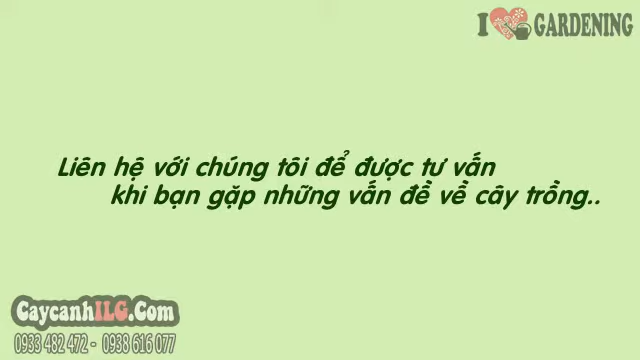 I GARDENING
Liên hệ với chúng tôi để được tư vấn
khi bạn gặp những vấn đề về cây trồng..
CaycanhILG.Com
0933 482 472 - 0938 616 077